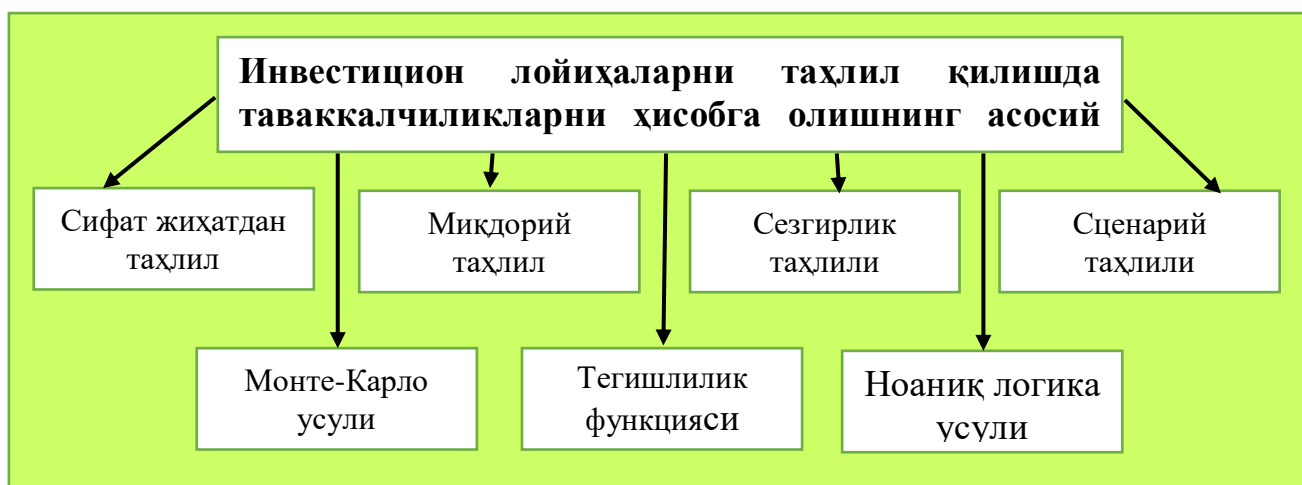 Инвестицион лойиҳаларни таҳлил қилишда
таваккалчиликларни ҳисобга олишнинг асосий
Сифат жиҳатдан
таҳлил
Миқдорий
таҳлил
Сезгирлик
таҳлили
Сценарий
таҳлили
Монте-Карло
усули
Тегишлилик
функцияси
Ноаниқ логика
усули